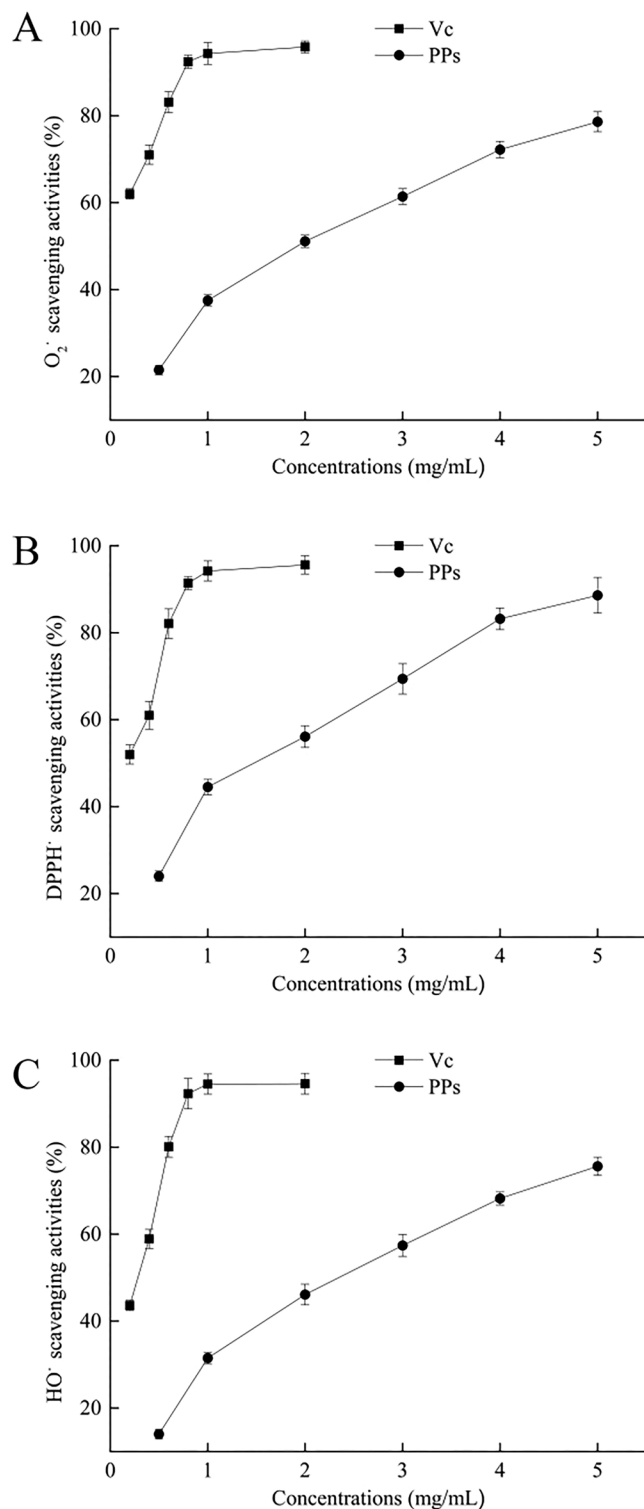 A
Vc
PPs
100
80
60
40
20
O₂˙ scavenging activities (%)
0 1 2 3 4 5
Concentrations (mg/mL)
B
Vc
PPs
100
80
60
40
20
DPPH˙ scavenging activities (%)
0 1 2 3 4 5
Concentrations (mg/mL)
C
Vc
PPs
100
80
60
40
20
HO˙ scavenging activities (%)
0 1 2 3 4 5
Concentrations (mg/mL)